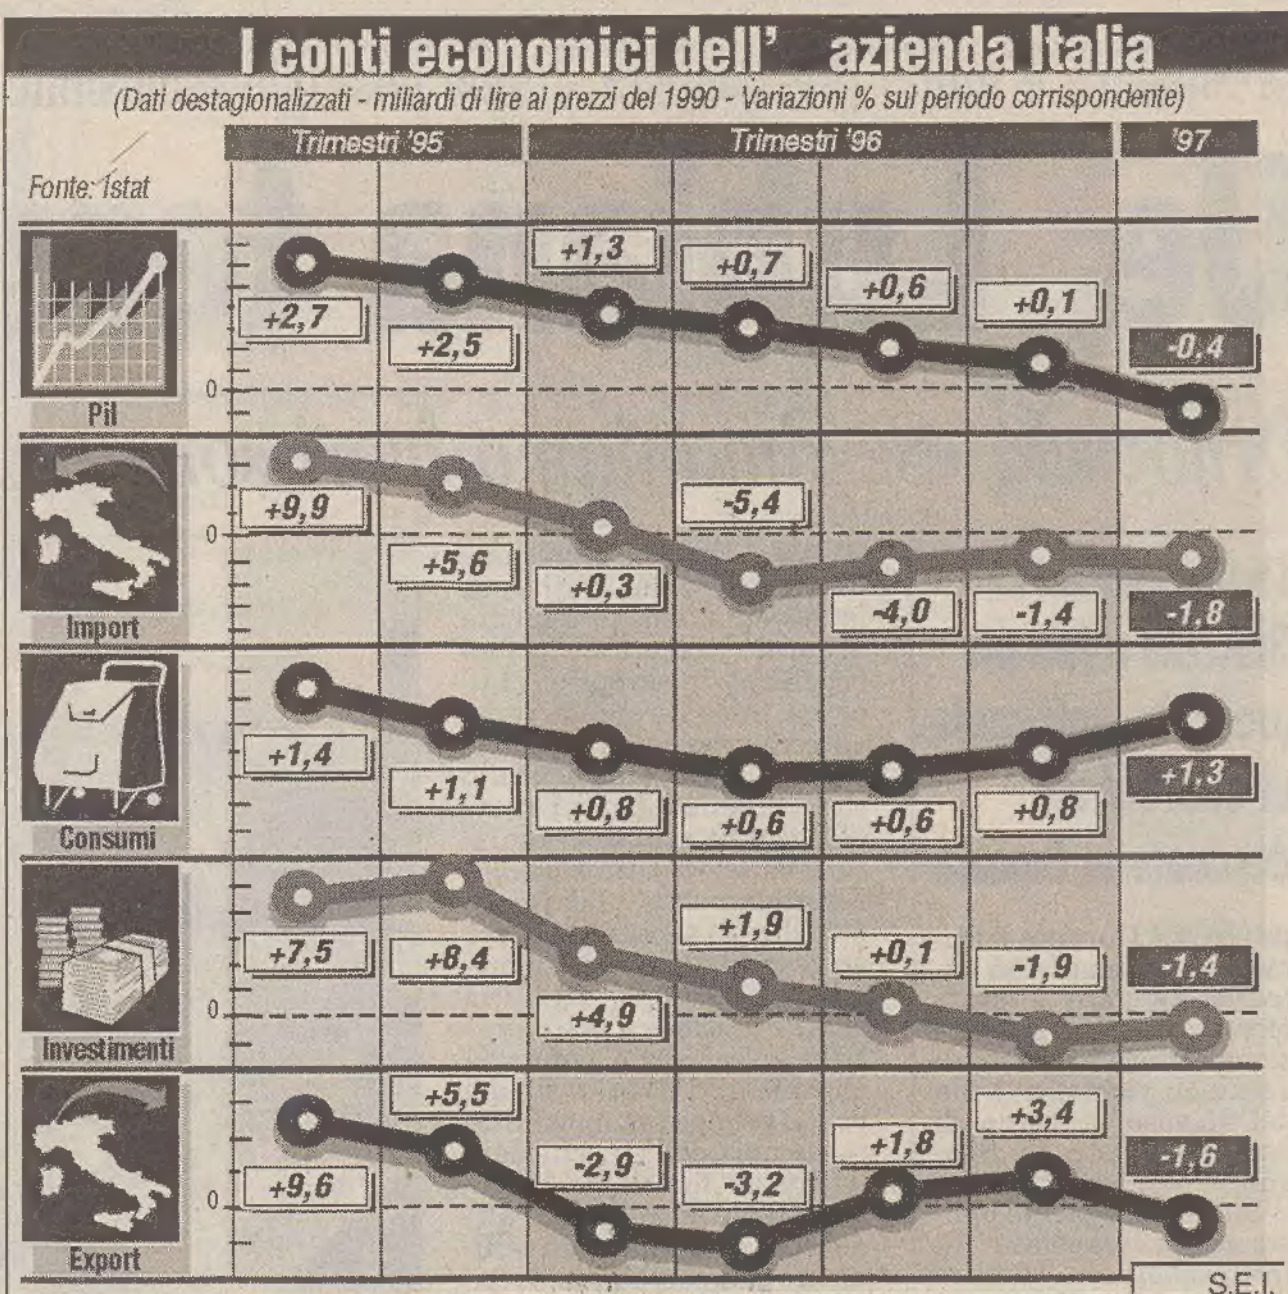 I conti economici dell' azienda Italia
(Dati destagionalizzati - miliardi di lire ai prezzi del 1990 - Variazioni % sul periodo corrispondente)
Trimestri '95 Trimestri '96 '97
Fonte: Istat
+2,7 +2,5 +1,3 +0,7 +0,6 +0,1 -0,4
0
Pil
+9,9 +5,6 +0,3 -5,4 -4,0 -1,4 -1,8
0
Import
+1,4 +1,1 +0,8 +0,6 +0,6 +0,8 +1,3
Consumi
+7,5 +8,4 +4,9 +1,9 +0,1 -1,9 -1,4
0
Investimenti
+9,6 +5,5 -2,9 -3,2 +1,8 +3,4 -1,6
0
Export
S.E.I.